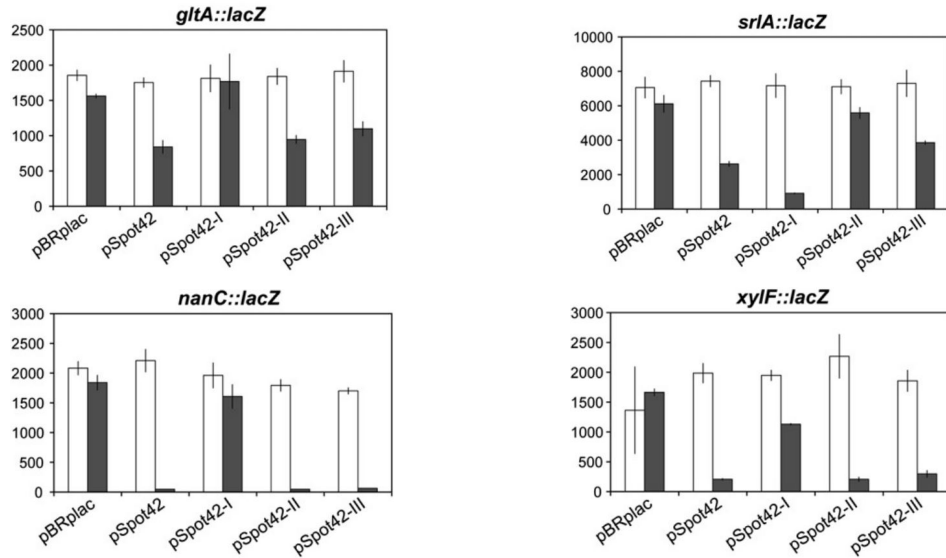 gltA::lacZ
2500
2000
1500
1000
500
0
pBRplac
pSpot42
pSpot42-I
pSpot42-II
pSpot42-III
srlA::lacZ
10000
8000
6000
4000
2000
0
pBRplac
pSpot42
pSpot42-I
pSpot42-II
pSpot42-III
nanC::lacZ
3000
2500
2000
1500
1000
500
0
pBRplac
pSpot42
pSpot42-I
pSpot42-II
pSpot42-III
xylF::lacZ
3000
2500
2000
1500
1000
500
0
pBRplac
pSpot42
pSpot42-I
pSpot42-II
pSpot42-III